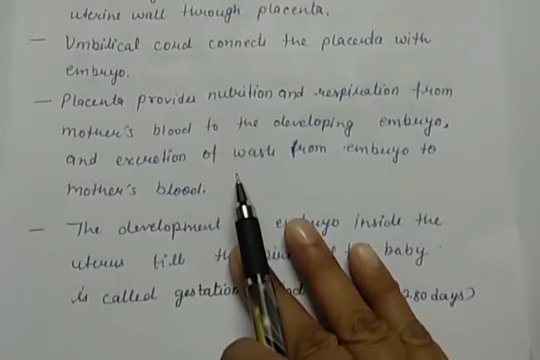 uterine wall through placenta.
— Umbilical cord connects the placenta with
embryo.
— Placenta provides nutrition and respiration from
mother's blood to the developing embryo,
and excretion of waste from embryo to
mother's blood.
— The development embryo inside the
uterus till the baby
is called gestation 280 days)